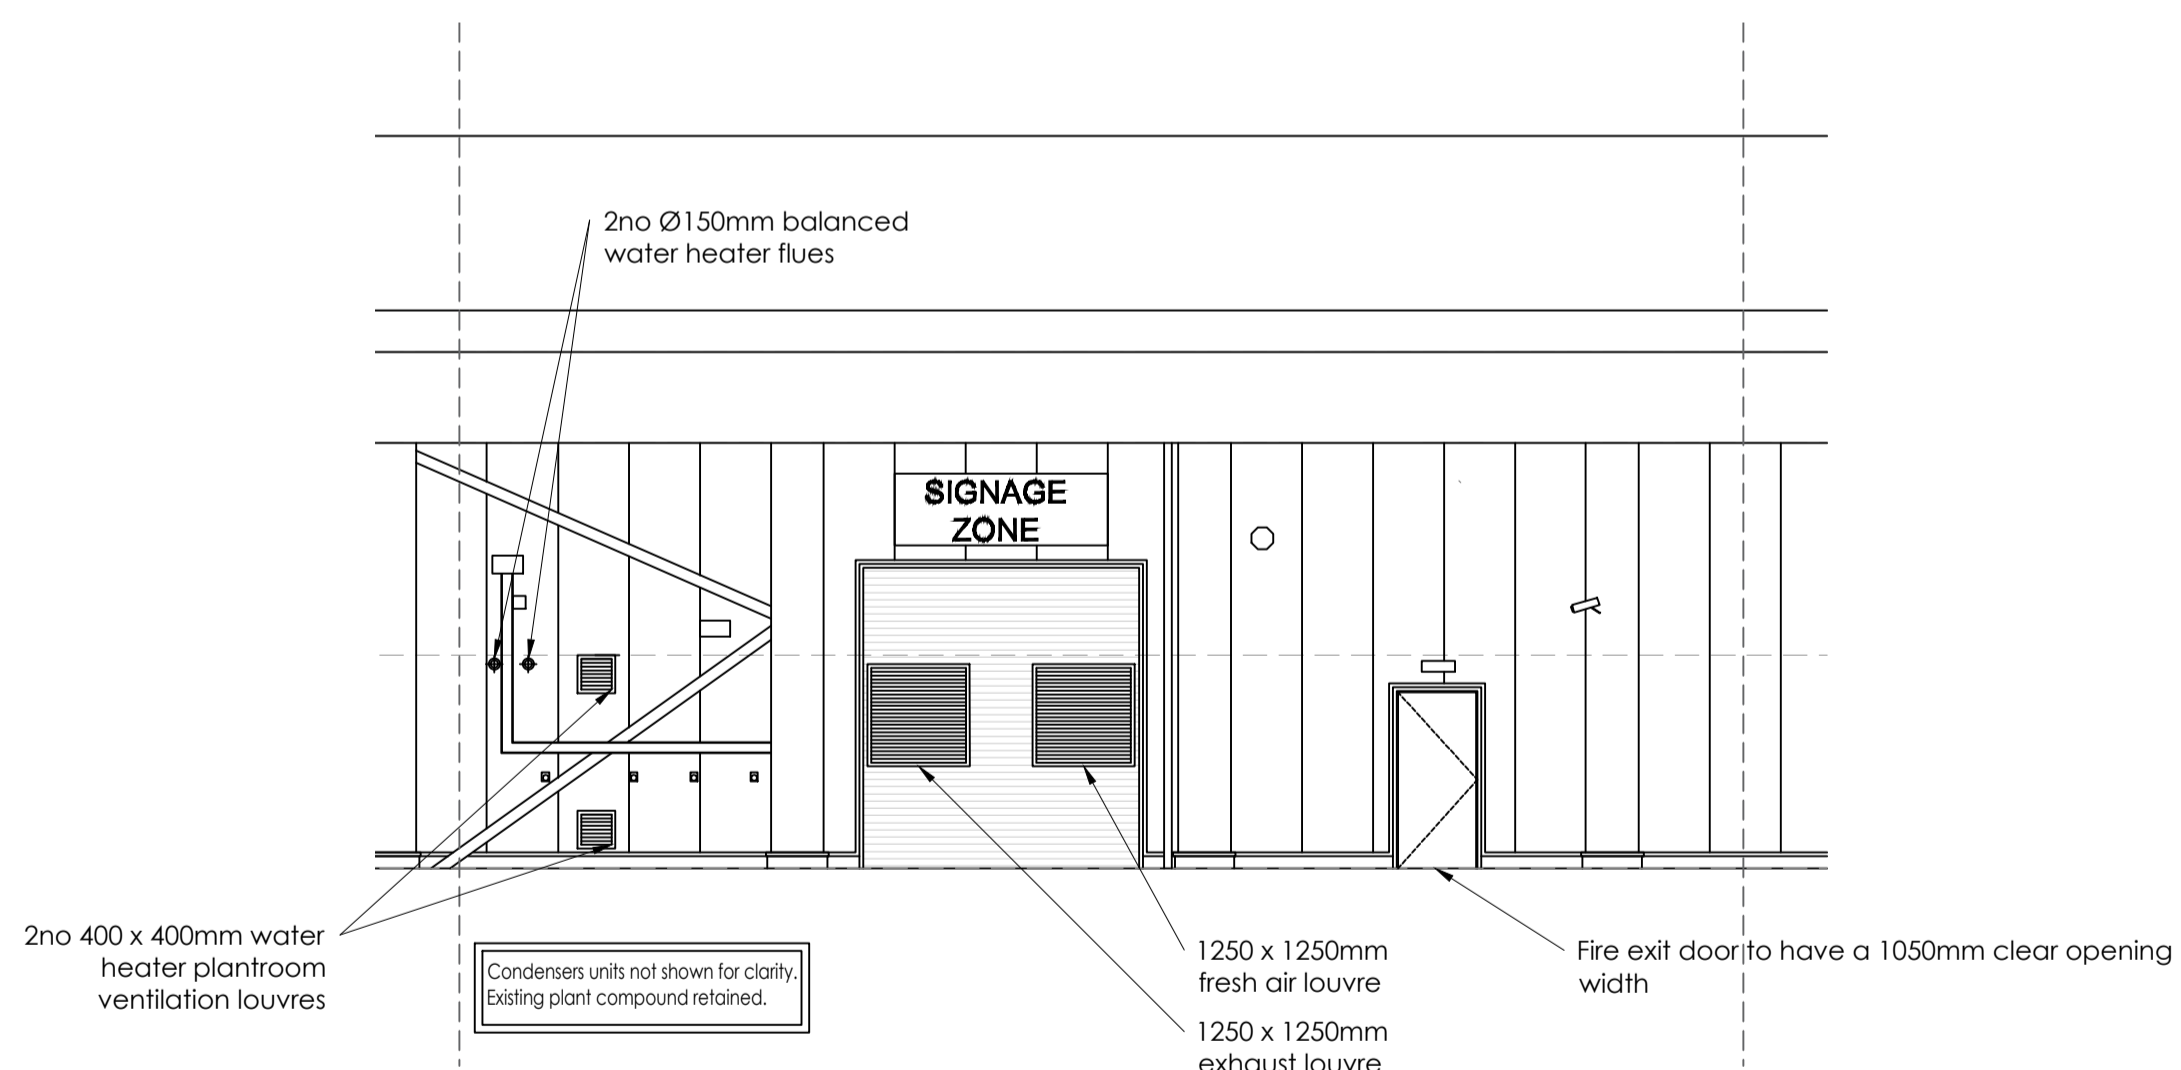 2no Ø150mm balanced
water heater flues
SIGNAGE
ZONE
2no 400 x 400mm water
heater plantroom
ventilation louvres
Condensers units not shown for clarity.
Existing plant compound retained.
1250 x 1250mm
fresh air louvre
1250 x 1250mm
exhaust louvre
Fire exit door to have a 1050mm clear opening
width